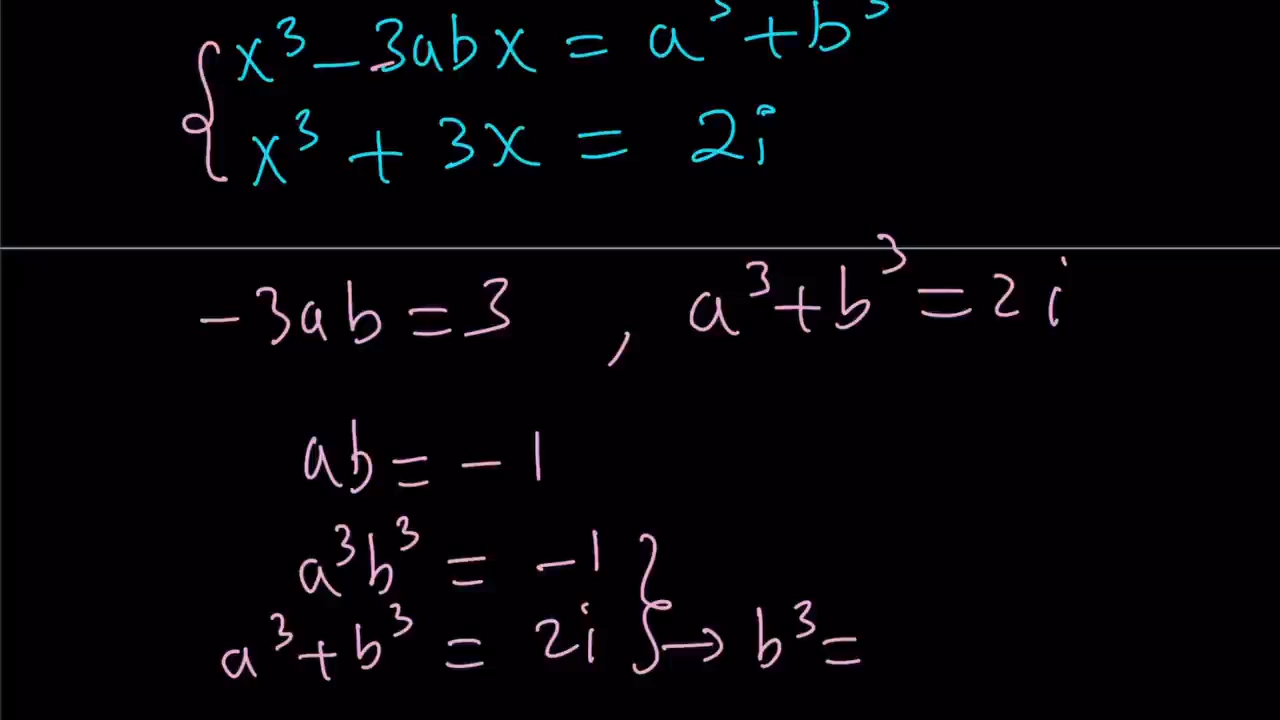 x³ - 3abx = a³ + b³
x³ + 3x = 2i
-3ab = 3 , a³ + b³ = 2i
ab = -1
a³b³ = -1
a³ + b³ = 2i → b³ =